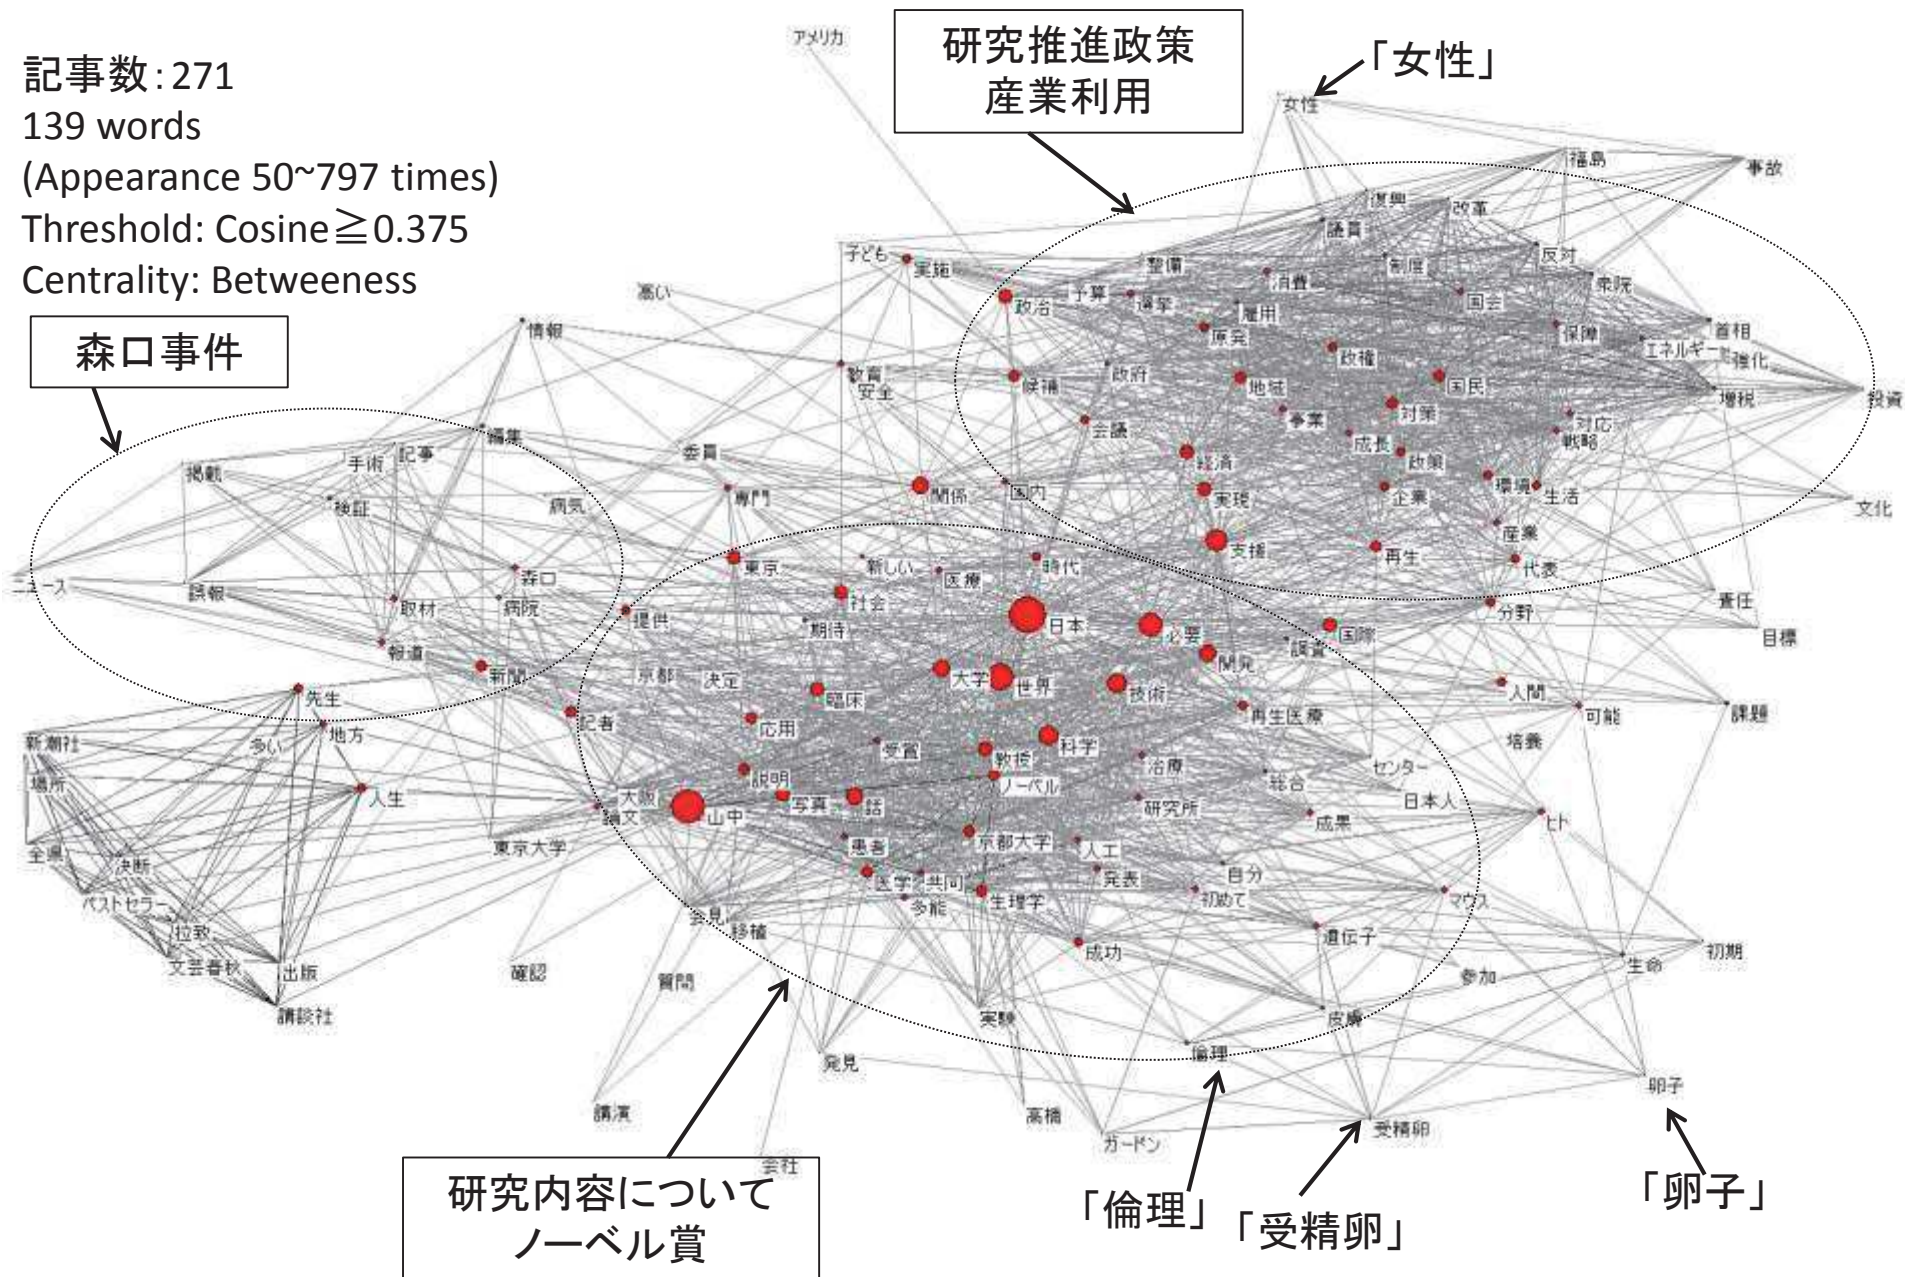 記事数：271
139 words
(Appearance 50~797 times)
Threshold: Cosine≧0.375
Centrality: Betweeness
研究推進政策
産業利用
「女性」
森口事件
アメリカ
女性
福島
事故
復興
改革
議員
反対
子ども
実施
整備
制度
衆院
高い
予算
選挙
消費
国会
政治
雇用
情報
原発
保障
首相
政権
エネルギー
強化
教育
安全
候補
政府
地域
国民
増税
投資
事業
対策
会議
対応
戦略
編集
成長
政策
記事
手術
委員
経済
掲載
環境
生活
専門
関係
国内
実現
企業
検証
病気
文化
産業
支援
再生
代表
東京
新しい
医療
時代
森口
ニュース
誤報
取材
病院
社会
責任
分野
提供
期待
日本
必要
国際
目標
調査
報道
開発
新聞
京都
決定
大学
世界
技術
人間
先生
臨床
記者
応用
再生医療
可能
課題
地方
新潮社
多い
受賞
教授
科学
培養
場所
説明
治療
センター
ノーベル
総合
人生
大阪
写真
話
日本人
論文
山中
研究所
成果
ヒト
東京大学
患者
京都大学
人工
全県
決断
医学
共同
発表
自分
ベストセラー
多能
生理学
初めて
マウス
会見
移植
拉致
遺伝子
成功
初期
文芸春秋
出版
確認
質問
生命
参加
講談社
実験
皮膚
倫理
発見
卵子
講演
高橋
ガードン
受精卵
会社
研究内容について
ノーベル賞
「倫理」
「受精卵」
「卵子」